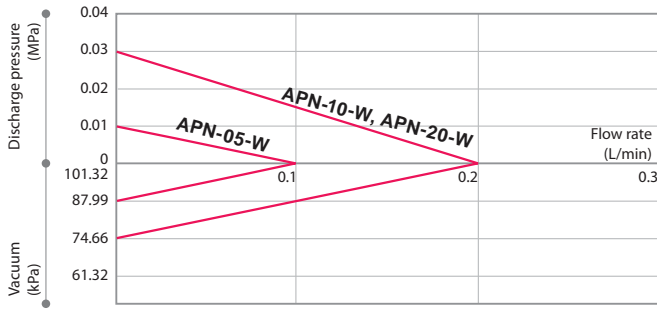 Discharge pressure
(MPa)
0.04
0.03
0.02
0.01
0
APN-10-W, APN-20-W
APN-05-W
Flow rate
(L/min)
0.1
0.2
0.3
101.32
87.99
74.66
61.32
Vacuum
(kPa)